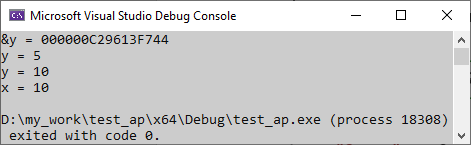 Microsoft Visual Studio Debug Console
&y = 000000C29613F744
y = 5
y = 10
x = 10
D:\my_work\test_ap\x64\Debug\test_ap.exe (process 18308)
exited with code 0.